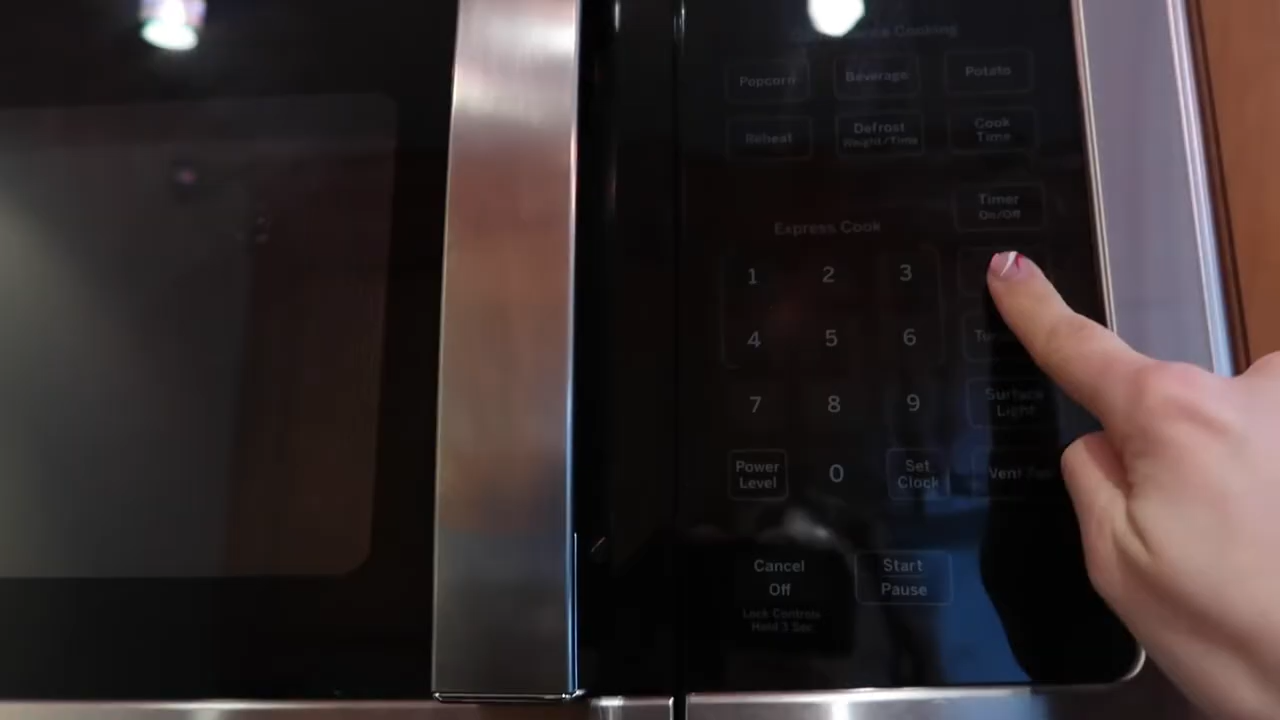 Cooking
Popcorn
Beverage
Potato
Reheat
Defrost
Weight/Time
Cook
Time
Timer
On/Off
Express Cook
1 2 3
4 5 6
7 8 9
Surface
Light
Power
Level
0
Set
Clock
Vent
Cancel
Off
Start
Pause
Lock Controls
Hold 3 Sec